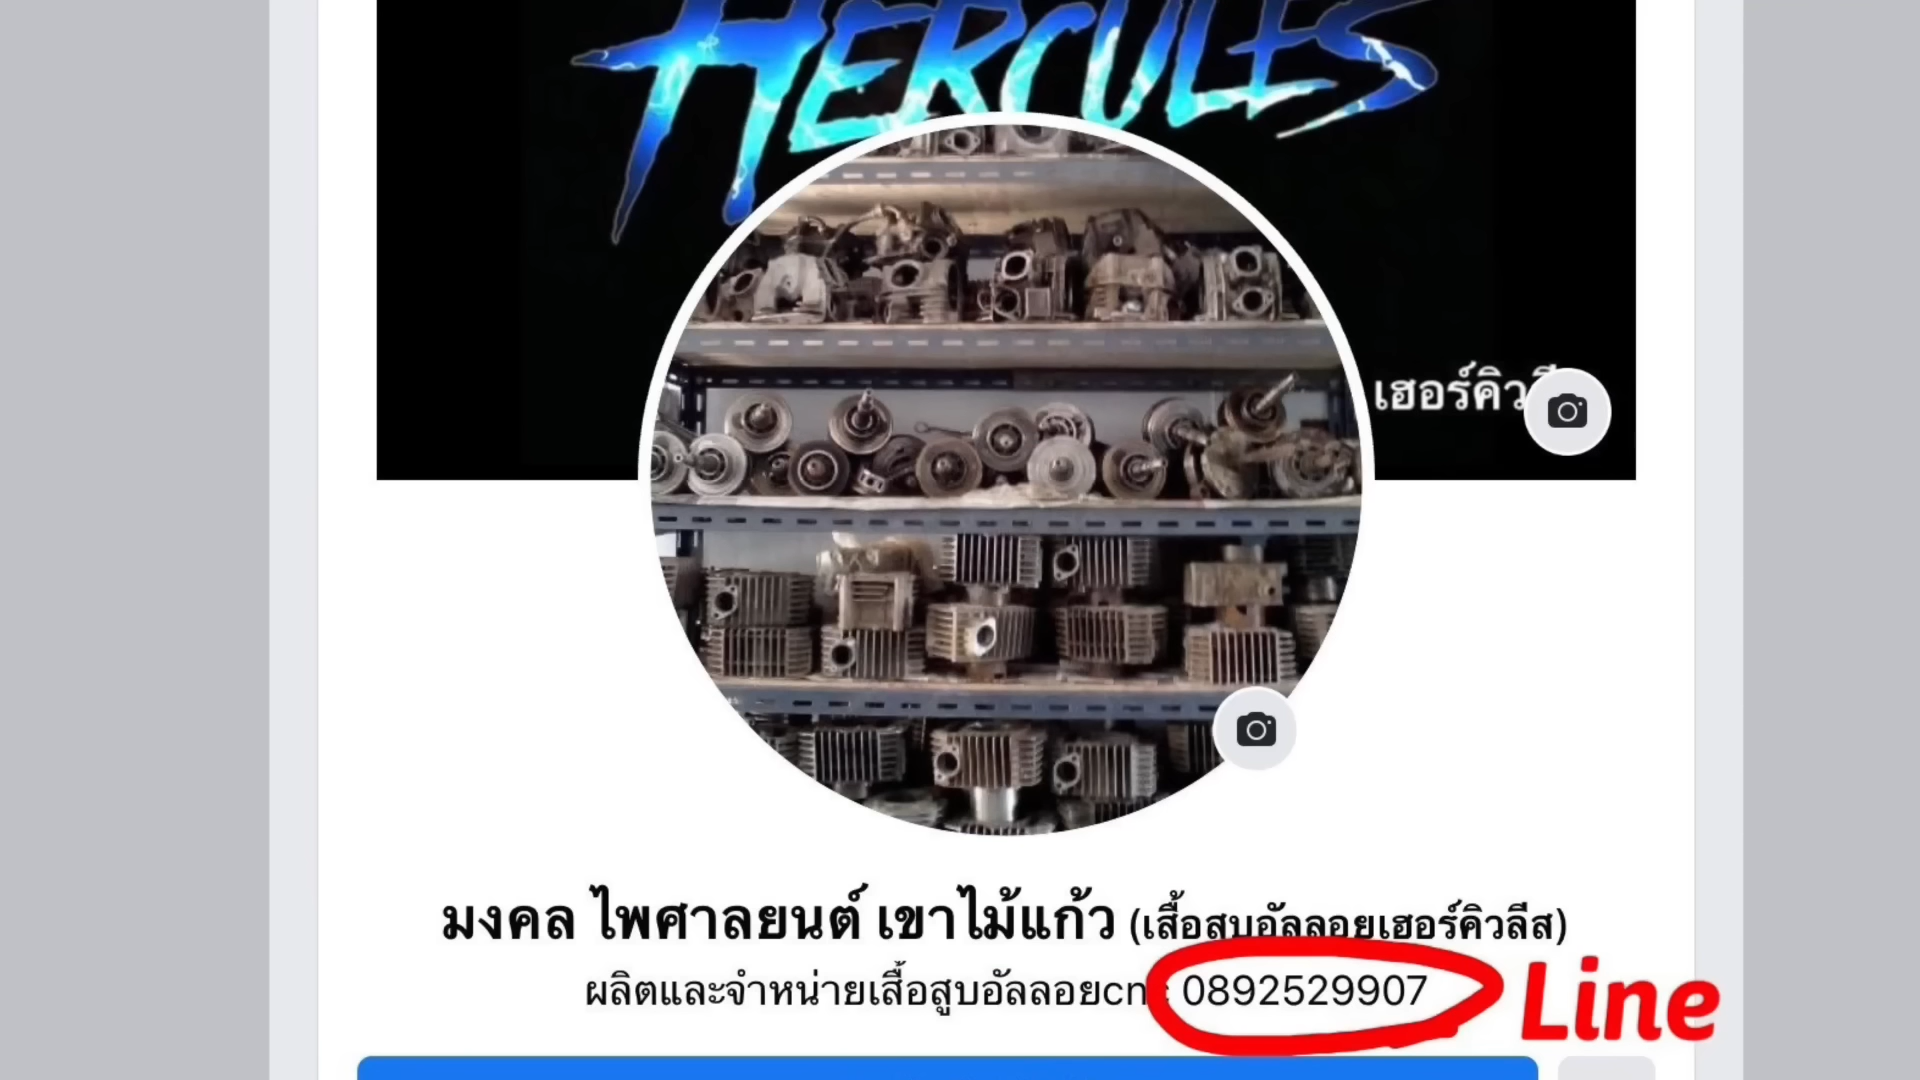 HERCULES
เฮอร์คิวลี
มงคล ไพศาลยนต์ เขาไม้แก้ว (เสื้อสูบอัลลอยเฮอร์คิวลีส)
ผลิตและจำหน่ายเสื้อสูบอัลลอยcnc 0892529907
Line